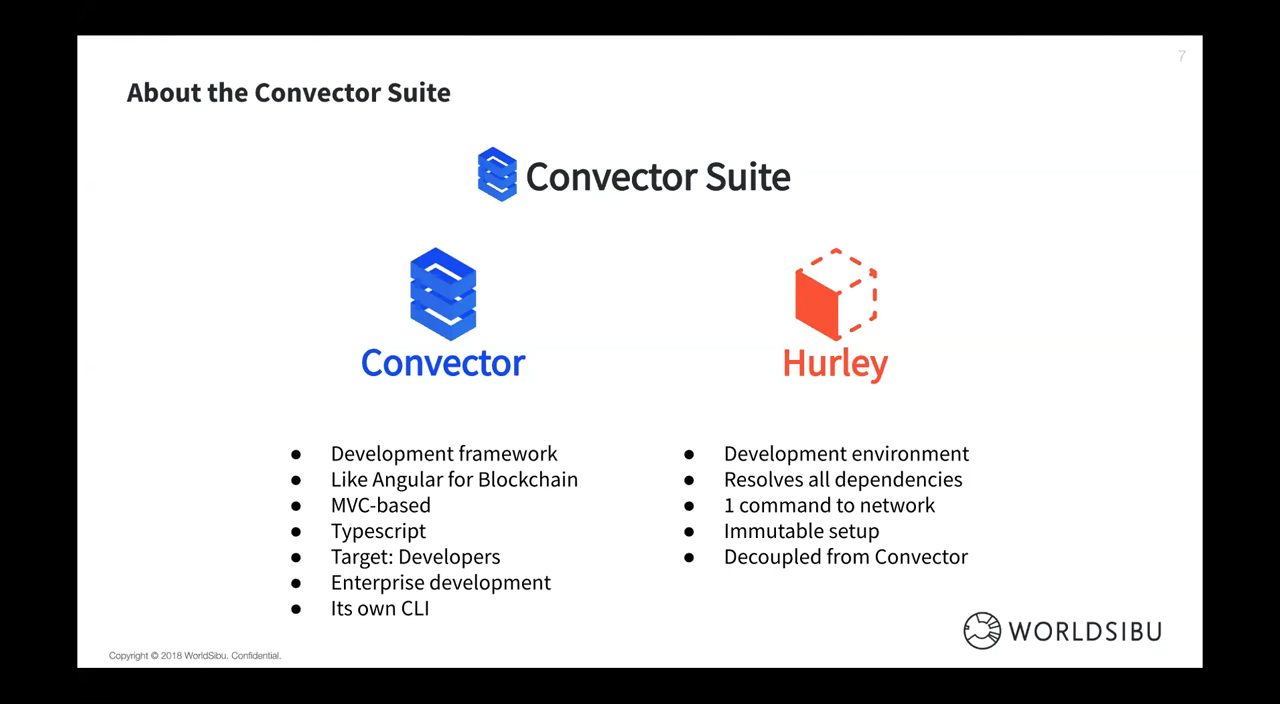 7
About the Convector Suite
Convector Suite
Convector
Hurley
● Development framework
● Like Angular for Blockchain
● MVC-based
● Typescript
● Target: Developers
● Enterprise development
● Its own CLI
● Development environment
● Resolves all dependencies
● 1 command to network
● Immutable setup
● Decoupled from Convector
WORLDSIBU
Copyright © 2018 WorldSibu. Confidential.